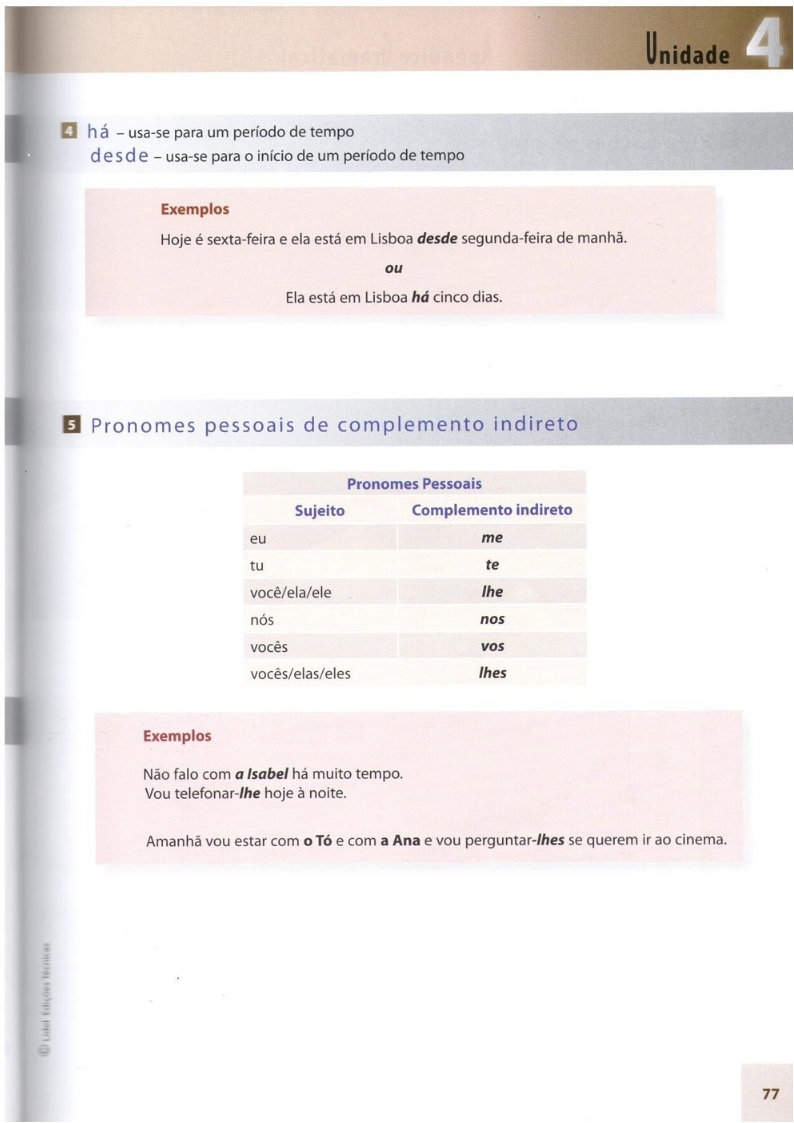 Unidade 4
4 há – usa-se para um período de tempo
desde – usa-se para o início de um período de tempo
Exemplos
Hoje é sexta-feira e ela está em Lisboa desde segunda-feira de manhã.
ou
Ela está em Lisboa há cinco dias.
5 Pronomes pessoais de complemento indireto
Pronomes Pessoais
Sujeito Complemento indireto
eu me
tu te
você/ela/ele lhe
nós nos
vocês vos
vocês/elas/eles lhes
Exemplos
Não falo com a Isabel há muito tempo.
Vou telefonar-lhe hoje à noite.
Amanhã vou estar com o Tó e com a Ana e vou perguntar-lhes se querem ir ao cinema.
© Lidel Edições Técnicas
77